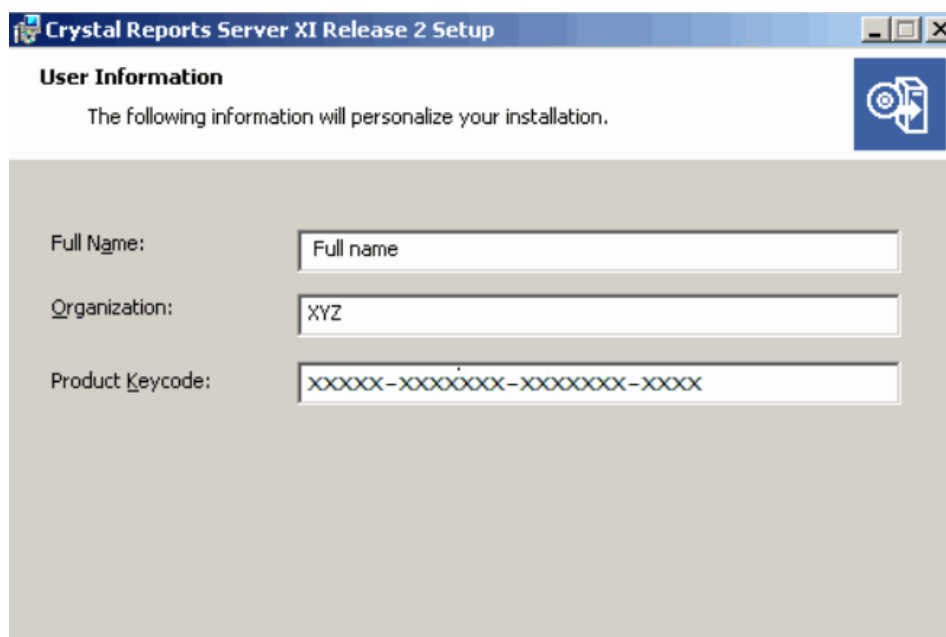 Crystal Reports Server XI Release 2 Setup
User Information
The following information will personalize your installation.
Full Name:
Full name
Organization:
XYZ
Product Keycode:
XXXXX-XXXXXXX-XXXXXXX-XXXX